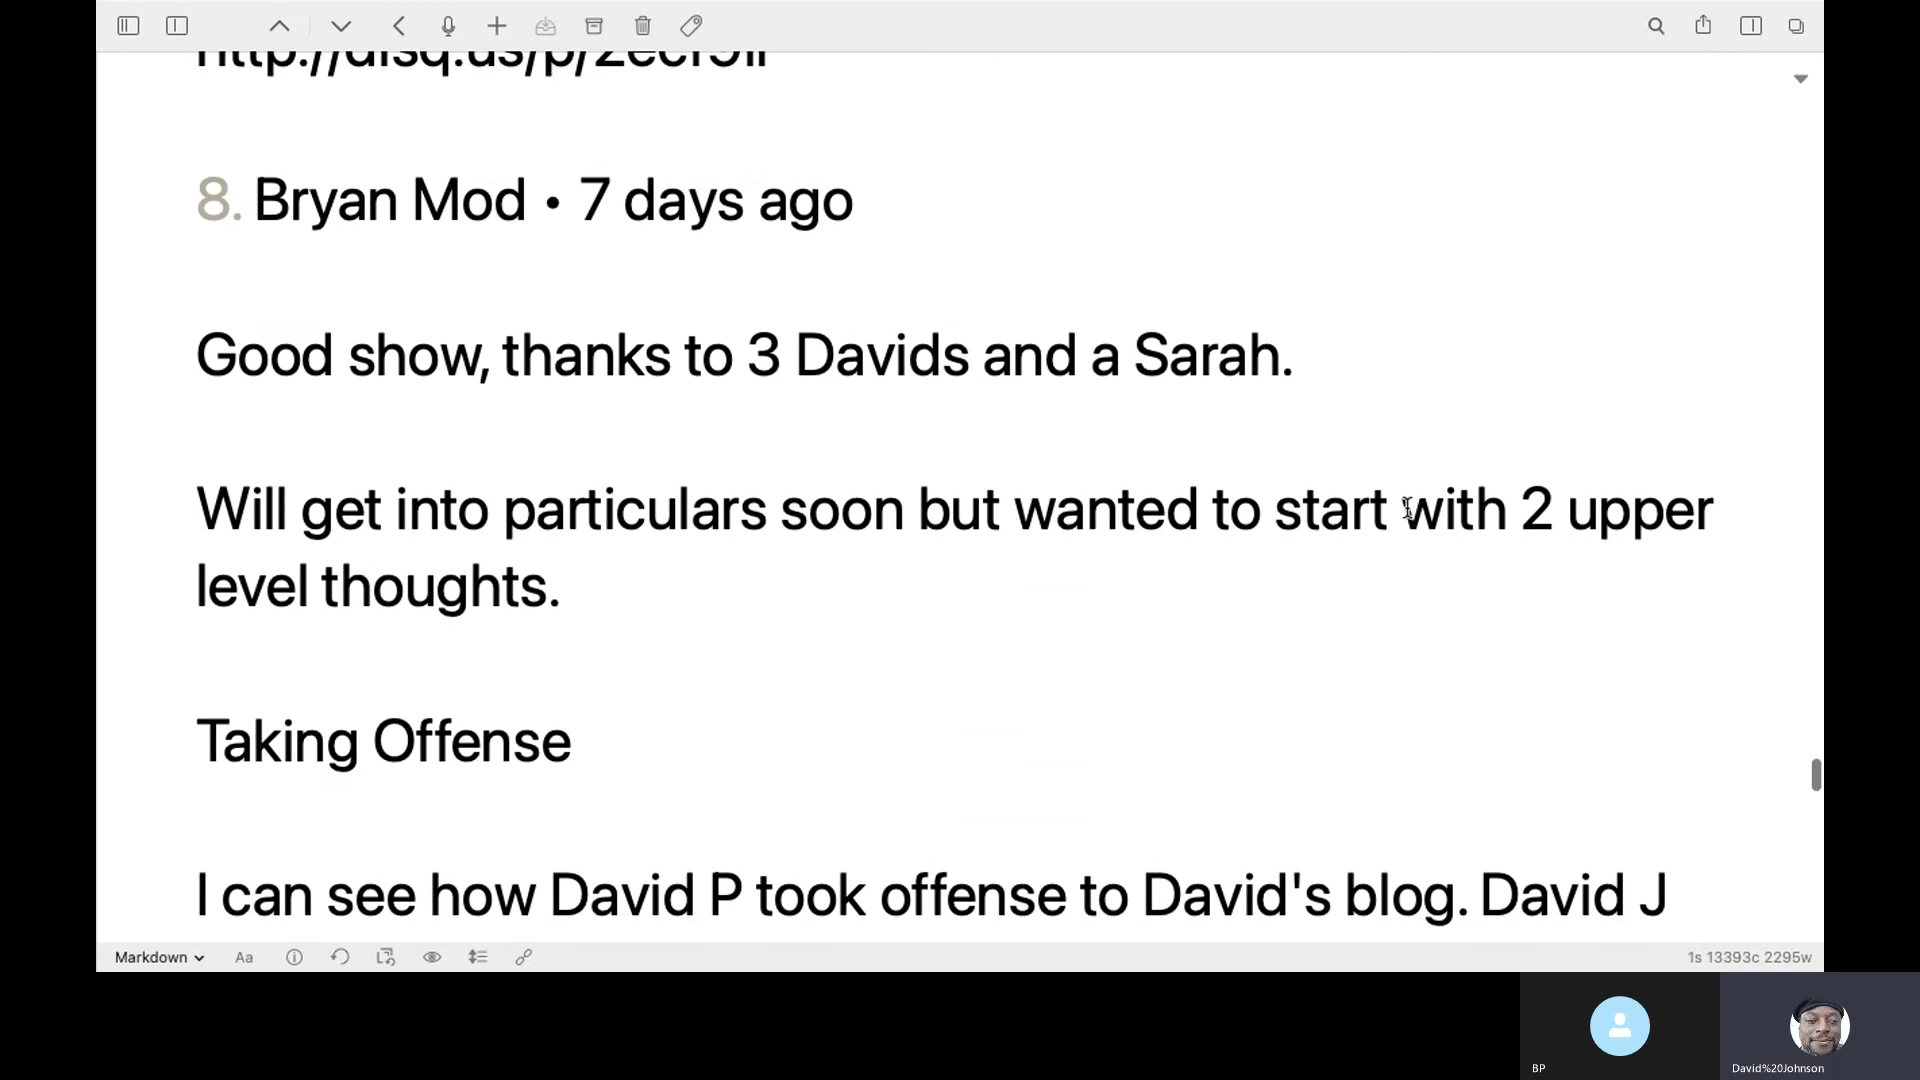 8. Bryan Mod • 7 days ago
Good show, thanks to 3 Davids and a Sarah.
Will get into particulars soon but wanted to start with 2 upper
level thoughts.
Taking Offense
I can see how David P took offense to David's blog. David J
Markdown
Aa
1s 13393c 2295w
BP
David%20Johnson